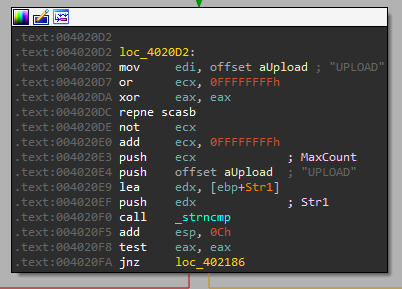 .text:004020D2
.text:004020D2 loc_4020D2:
.text:004020D2 mov edi, offset aUpload ; "UPLOAD"
.text:004020D7 or ecx, 0FFFFFFFFh
.text:004020DA xor eax, eax
.text:004020DC repne scasb
.text:004020DE not ecx
.text:004020E0 add ecx, 0FFFFFFFFh
.text:004020E3 push ecx ; MaxCount
.text:004020E4 push offset aUpload ; "UPLOAD"
.text:004020E9 lea edx, [ebp+Str1]
.text:004020EF push edx ; Str1
.text:004020F0 call _strncmp
.text:004020F5 add esp, 0Ch
.text:004020F8 test eax, eax
.text:004020FA jnz loc_402186